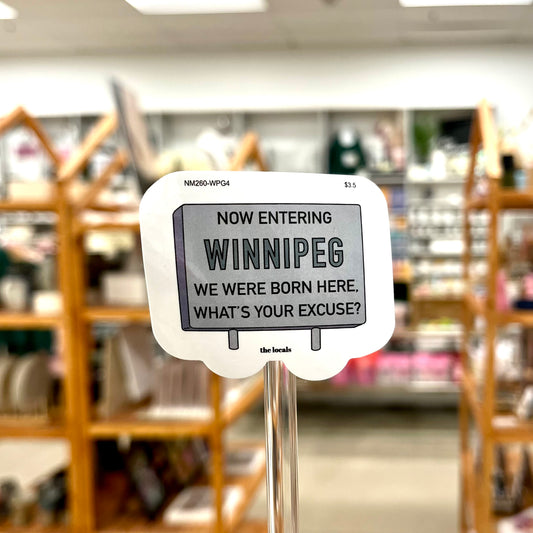 NM260-WPG4 $3.5
NOW ENTERING
WINNIPEG
WE WERE BORN HERE.
WHAT'S YOUR EXCUSE?
the locals